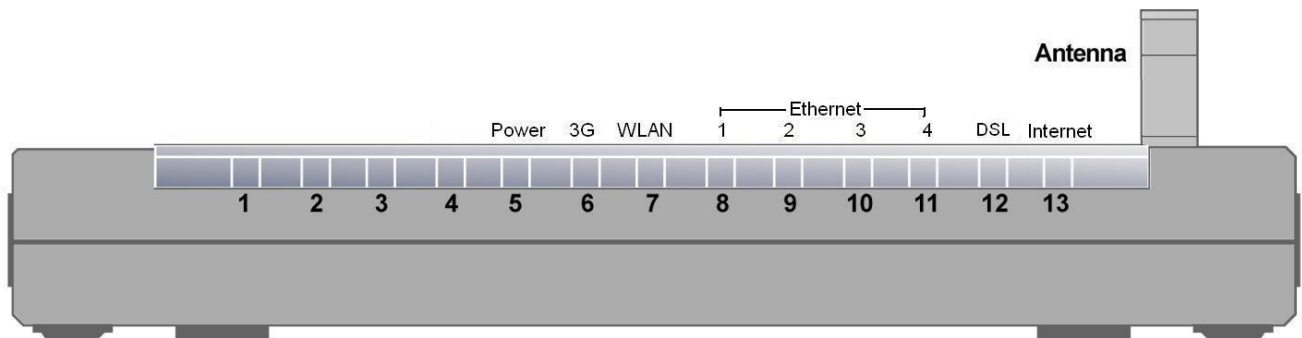 Antenna
Ethernet
Power 3G WLAN 1 2 3 4 DSL Internet
1 2 3 4 5 6 7 8 9 10 11 12 13